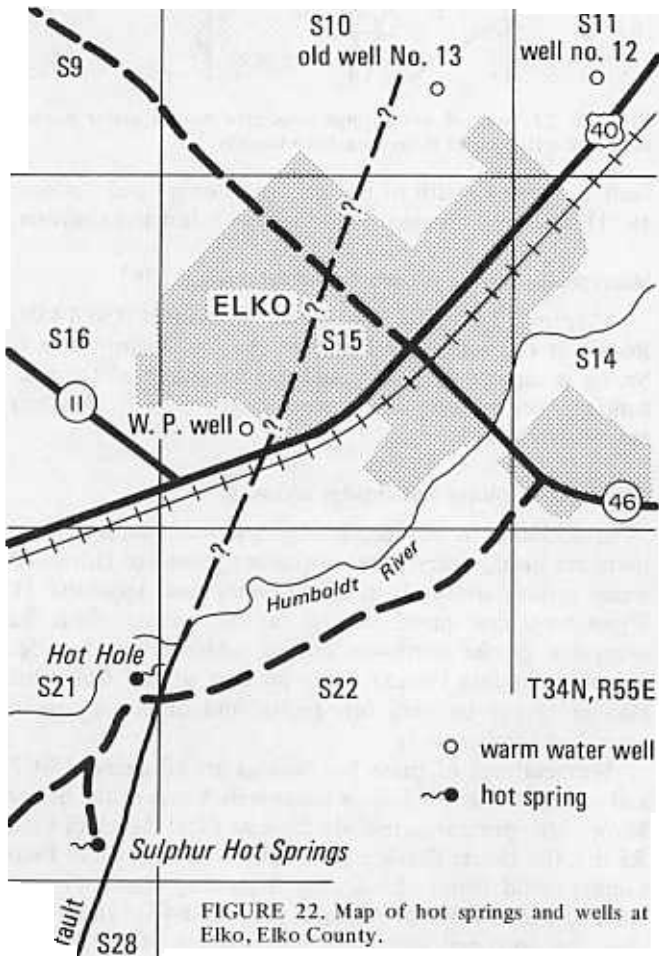 S10
S11
old well No. 13
well no. 12
S9
40
?
?
ELKO
?
S16
S15
S14
11
W. P. well
?
?
46
?
Humboldt River
Hot Hole
S21
S22
T34N, R55E
warm water well
hot spring
Sulphur Hot Springs
fault
S28
FIGURE 22. Map of hot springs and wells at
Elko, Elko County.